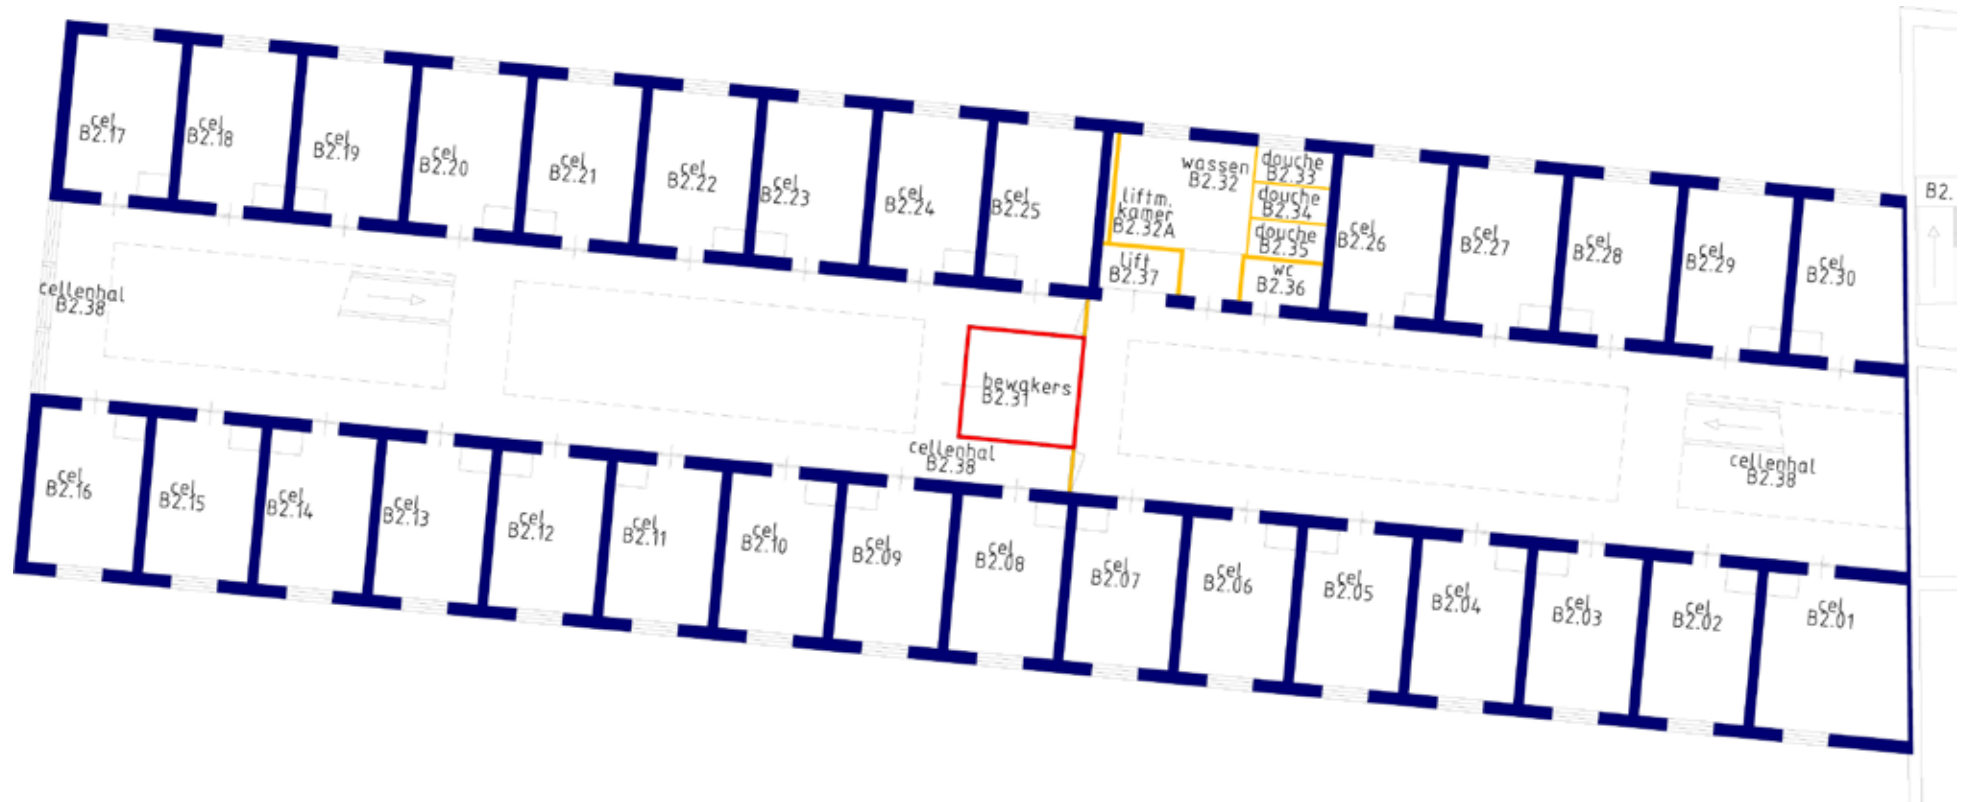 cel
B2.17
cel
B2.18
cel
B2.19
cel
B2.20
cel
B2.21
cel
B2.22
cel
B2.23
cel
B2.24
cel
B2.25
liftm.
kamer
B2.32A
wassen
B2.32
douche
B2.33
douche
B2.34
douche
B2.35
lift
B2.37
wc
B2.36
cel
B2.26
cel
B2.27
cel
B2.28
cel
B2.29
cel
B2.30
B2.
cellenhal
B2.38
bewakers
B2.31
cellenhal
B2.38
cellenhal
B2.38
cel
B2.16
cel
B2.15
cel
B2.14
cel
B2.13
cel
B2.12
cel
B2.11
cel
B2.10
cel
B2.09
cel
B2.08
cel
B2.07
cel
B2.06
cel
B2.05
cel
B2.04
cel
B2.03
cel
B2.02
cel
B2.01